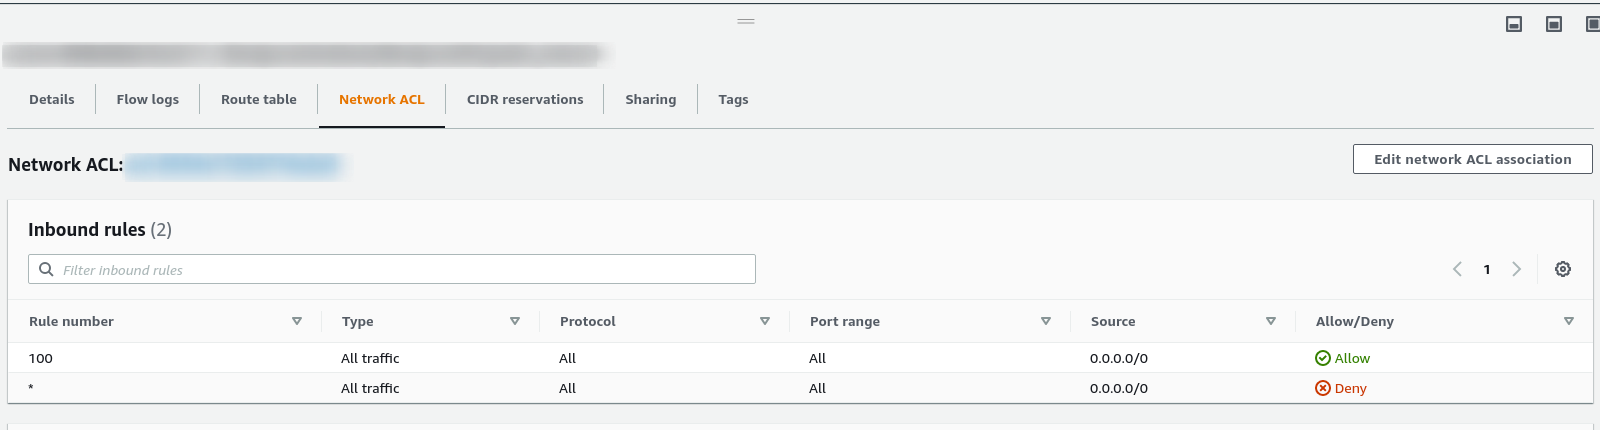 Details Flow logs Route table Network ACL CIDR reservations Sharing Tags
Network ACL: Edit network ACL association
Inbound rules (2)
Filter inbound rules 1
Rule number Type Protocol Port range Source Allow/Deny
100 All traffic All All 0.0.0.0/0 Allow
* All traffic All All 0.0.0.0/0 Deny